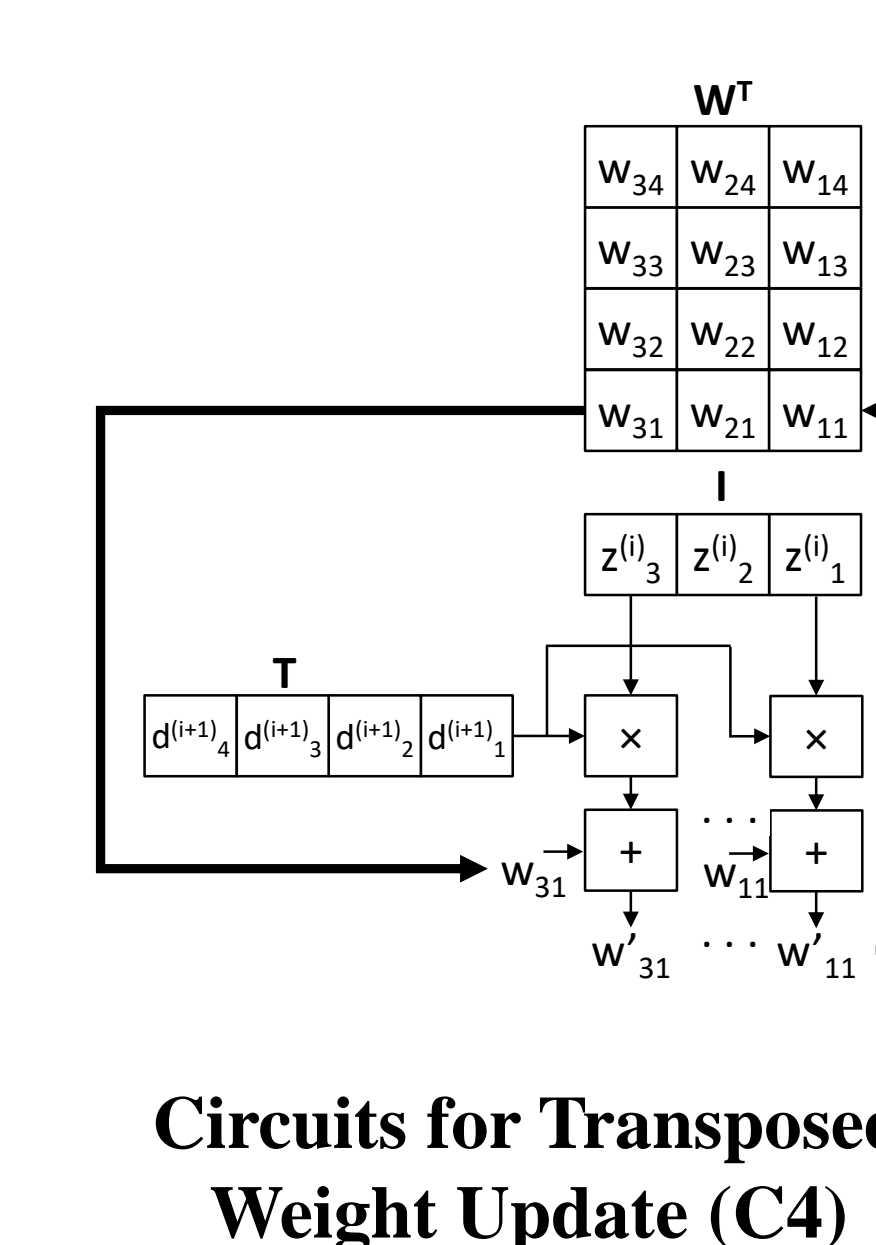 Wᵀ
w₃₄ w₂₄ w₁₄
w₃₃ w₂₃ w₁₃
w₃₂ w₂₂ w₁₂
w₃₁ w₂₁ w₁₁
I
z⁽ⁱ⁾₃ z⁽ⁱ⁾₂ z⁽ⁱ⁾₁
T
d⁽ⁱ⁺¹⁾₄ d⁽ⁱ⁺¹⁾₃ d⁽ⁱ⁺¹⁾₂ d⁽ⁱ⁺¹⁾₁ × ×
. . .
w₃₁ + w₁₁ +
w’₃₁ . . . w’₁₁
Circuits for Transpose
Weight Update (C4)